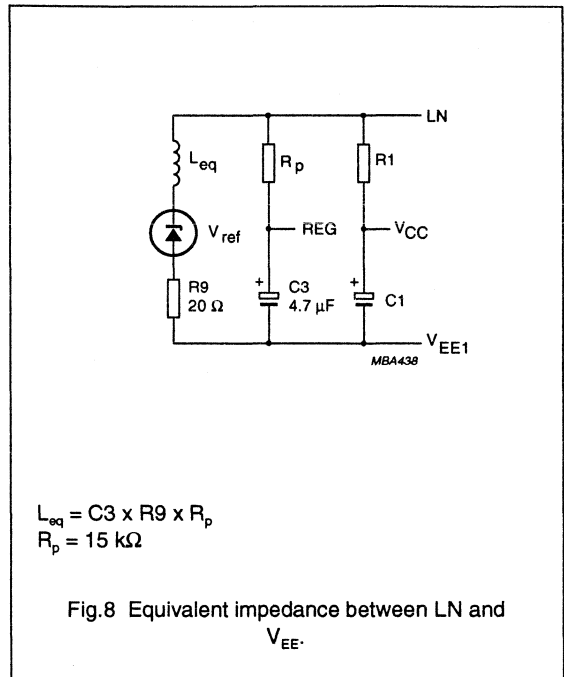 LN
L_eq
R_p
R1
V_ref
REG
V_CC
R9
20 Ω
+
C3
4.7 µF
+
C1
V_EE1
MBA438
L_eq = C3 x R9 x R_p
R_p = 15 kΩ
Fig.8 Equivalent impedance between LN and
V_EE.